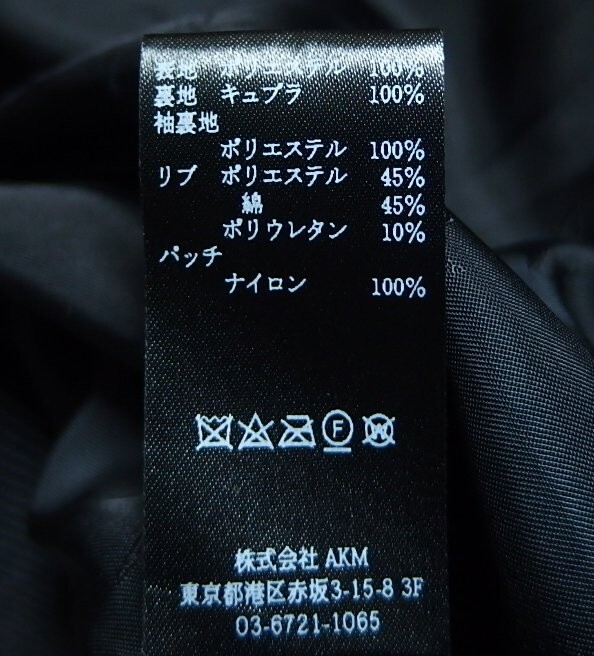 表地 ポリエステル 100%
裏地 キュプラ 100%
袖裏地
ポリエステル 100%
リブ ポリエステル 45%
綿 45%
ポリウレタン 10%
パッチ
ナイロン 100%
F W
株式会社 AKM
東京都港区赤坂3-15-8 3F
03-6721-1065